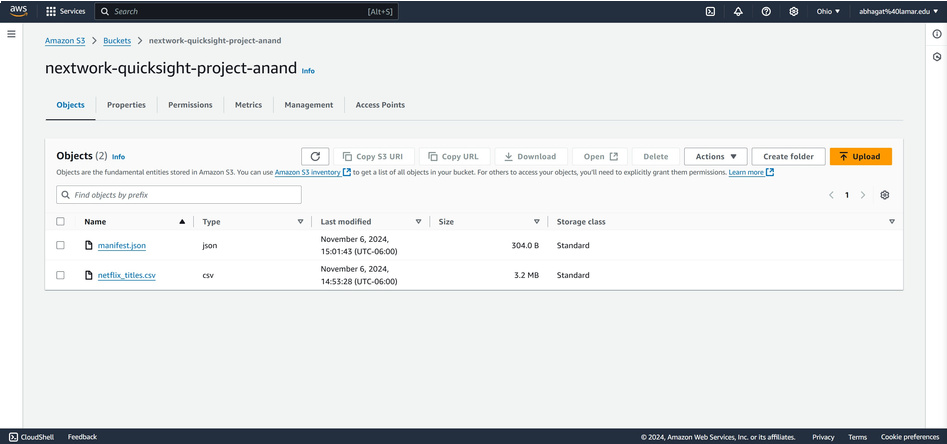 aws Services Search [Alt+S] Ohio ▼ abhagat%40lamar.edu ▼
Amazon S3 > Buckets > nextwork-quicksight-project-anand
nextwork-quicksight-project-anand Info
Objects Properties Permissions Metrics Management Access Points
Objects (2) Info Copy S3 URI Copy URL Download Open Delete Actions ▼ Create folder Upload
Objects are the fundamental entities stored in Amazon S3. You can use Amazon S3 inventory to get a list of all objects in your bucket. For others to access your objects, you'll need to explicitly grant them permissions. Learn more
Find objects by prefix < 1 >
Name ▲ Type ▽ Last modified ▽ Size ▽ Storage class ▽
manifest.json json November 6, 2024, 304.0 B Standard
15:01:43 (UTC-06:00)
netflix_titles.csv csv November 6, 2024, 3.2 MB Standard
14:53:28 (UTC-06:00)
CloudShell Feedback © 2024, Amazon Web Services, Inc. or its affiliates. Privacy Terms Cookie preferences